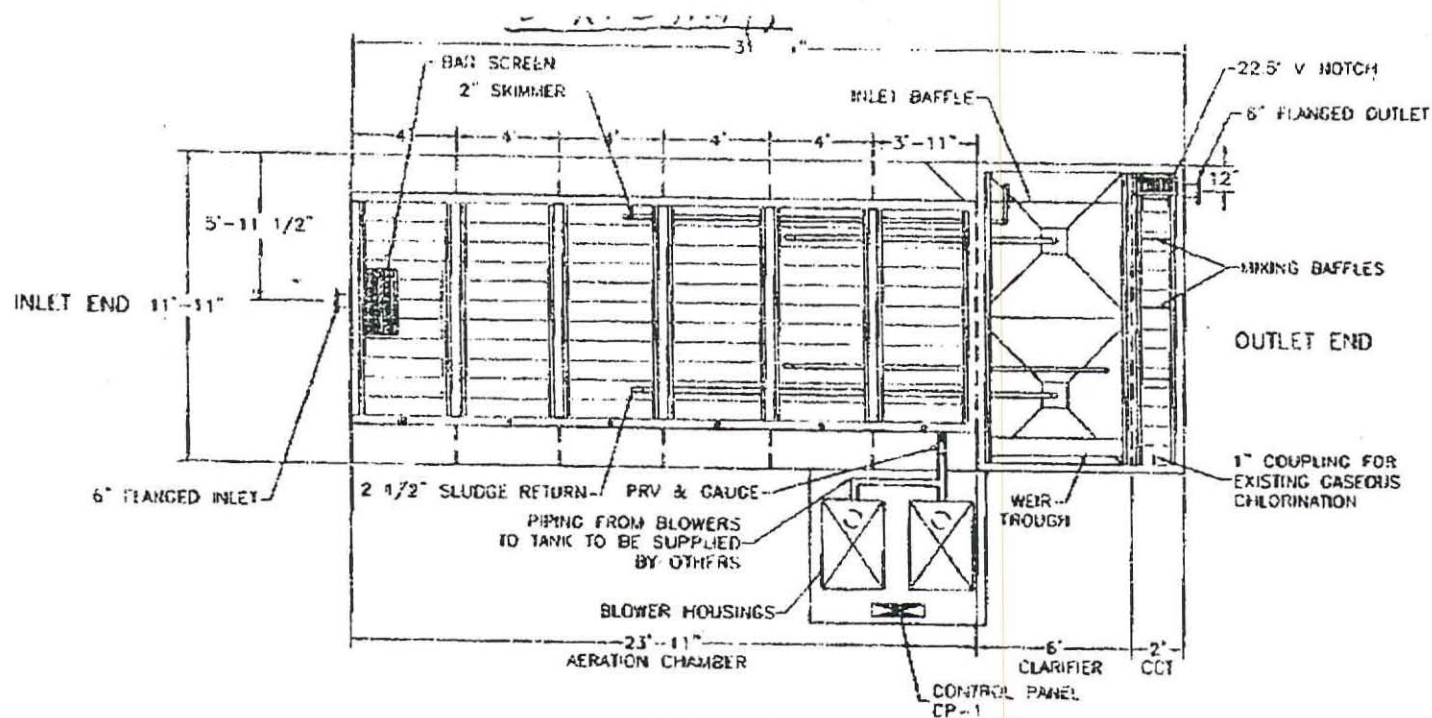 BAR SCREEN
2" SKIMMER
INLET BAFFLE
22.5° V NOTCH
6" FLANGED OUTLET
4'
4'
4'
4'
4'
3'-11"
12"
5'-11 1/2"
MIXING BAFFLES
INLET END
11'-11"
OUTLET END
6" FLANGED INLET
2 1/2" SLUDGE RETURN
PRV & GAUGE
WEIR
TROUGH
1" COUPLING FOR
EXISTING GASEOUS
CHLORINATION
PIPING FROM BLOWERS
TO TANK TO BE SUPPLIED
BY OTHERS
BLOWER HOUSINGS
23'-11"
AERATION CHAMBER
6'
CLARIFIER
2'
CCT
CONTROL PANEL
CP-1